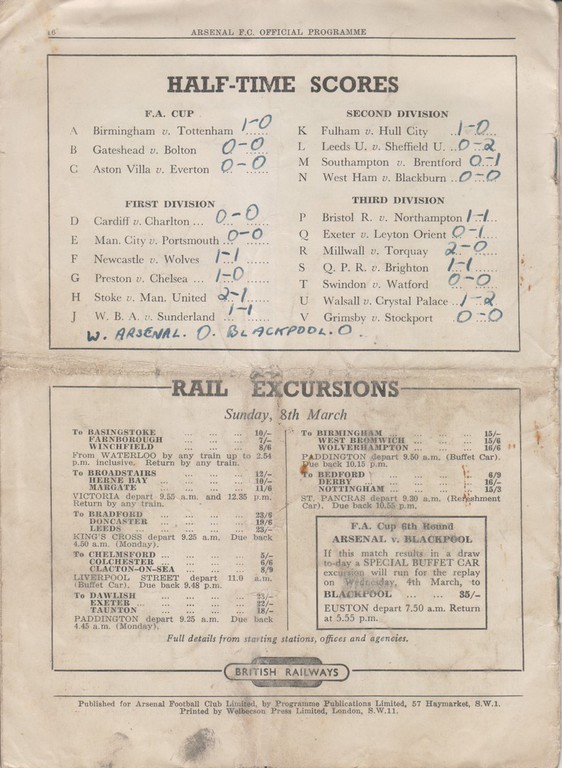 16
ARSENAL F.C. OFFICIAL PROGRAMME
HALF-TIME SCORES
F.A. CUP
A Birmingham v. Tottenham 1-0
B Gateshead v. Bolton 0-0
C Aston Villa v. Everton 0-0
FIRST DIVISION
D Cardiff v. Charlton ... 0-0
E Man. City v. Portsmouth ... 0-0
F Newcastle v. Wolves 1-1
G Preston v. Chelsea ... 1-0
H Stoke v. Man. United 2-1
J W. B. A. v. Sunderland 1-1
W. ARSENAL. O. BLACKPOOL. O.
SECOND DIVISION
K Fulham v. Hull City 1-0
L Leeds U. v. Sheffield U. 0-2
M Southampton v. Brentford 0-1
N West Ham v. Blackburn 0-0
THIRD DIVISION
P Bristol R. v. Northampton 1-1
Q Exeter v. Leyton Orient 0-1
R Millwall v. Torquay 2-0
S Q. P. R. v. Brighton 1-1
T Swindon v. Watford 0-0
U Walsall v. Crystal Palace 1-2
V Grimsby v. Stockport 0-0
RAIL EXCURSIONS
Sunday, 8th March
To BASINGSTOKE ... ... ... 10/-
FARNBOROUGH ... ... ... 7/-
WINCHFIELD ... ... ... 8/6
From WATERLOO by any train up to 2.54
p.m. inclusive. Return by any train.
To BROADSTAIRS ... ... ... 12/-
HERNE BAY ... ... ... 10/-
MARGATE ... ... ... 11/6
VICTORIA depart 9.55 a.m. and 12.35 p.m.
Return by any train.
To BRADFORD ... ... ... 23/6
DONCASTER ... ... ... 19/6
LEEDS ... ... ... 23/-
KING'S CROSS depart 9.25 a.m. Due back
4.50 a.m. (Monday).
To CHELMSFORD ... ... ... 5/-
COLCHESTER ... ... ... 6/6
CLACTON-ON-SEA ... ... 8/9
LIVERPOOL STREET depart 11.0 a.m.
(Buffet Car). Due back 9.48 p.m.
To DAWLISH ... ... ... 23/-
EXETER ... ... ... 22/-
TAUNTON ... ... ... 18/-
PADDINGTON depart 9.25 a.m. Due back
4.45 a.m. (Monday).
To BIRMINGHAM ... ... ... 15/-
WEST BROMWICH ... ... 15/6
WOLVERHAMPTON ... ... 16/6
PADDINGTON depart 9.50 a.m. (Buffet Car).
Due back 10.15 p.m.
To BEDFORD ... ... ... 6/9
DERBY ... ... ... 16/-
NOTTINGHAM ... ... ... 15/3
ST. PANCRAS depart 9.30 a.m. (Refreshment
Car). Due back 10.55 p.m.
F.A. Cup 6th Round
ARSENAL v. BLACKPOOL
If this match results in a draw
to-day a SPECIAL BUFFET CAR
excursion will run for the replay
on Wednesday, 4th March, to
BLACKPOOL ... ... 35/-
EUSTON depart 7.50 a.m. Return
at 5.55 p.m.
Full details from starting stations, offices and agencies.
BRITISH RAILWAYS
Published for Arsenal Football Club Limited, by Programme Publications Limited, 57 Haymarket, S.W.1.
Printed by Welbecson Press Limited, London, S.W.11.